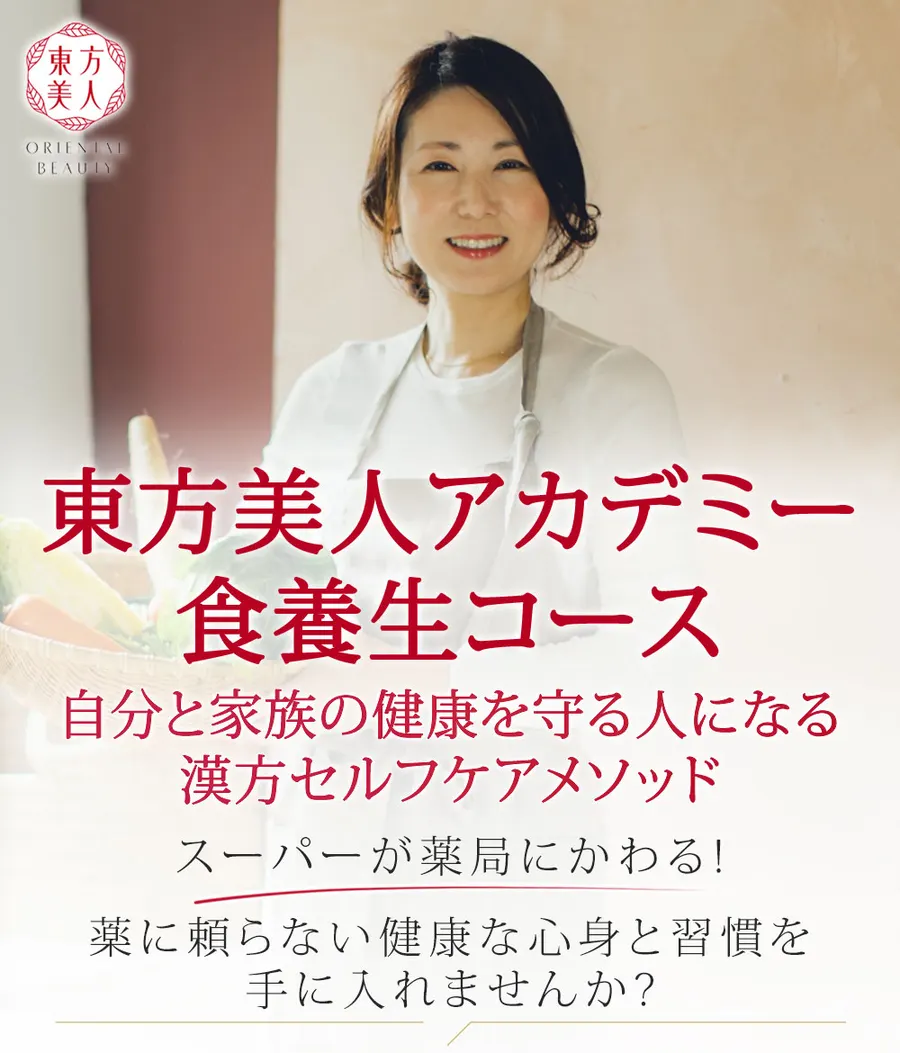 東方
美人
ORIENTAL
BEAUTY
東方美人アカデミー
食養生コース
自分と家族の健康を守る人になる
漢方セルフケアメソッド
スーパーが薬局にかわる!
薬に頼らない健康な心身と習慣を
手に入れませんか?